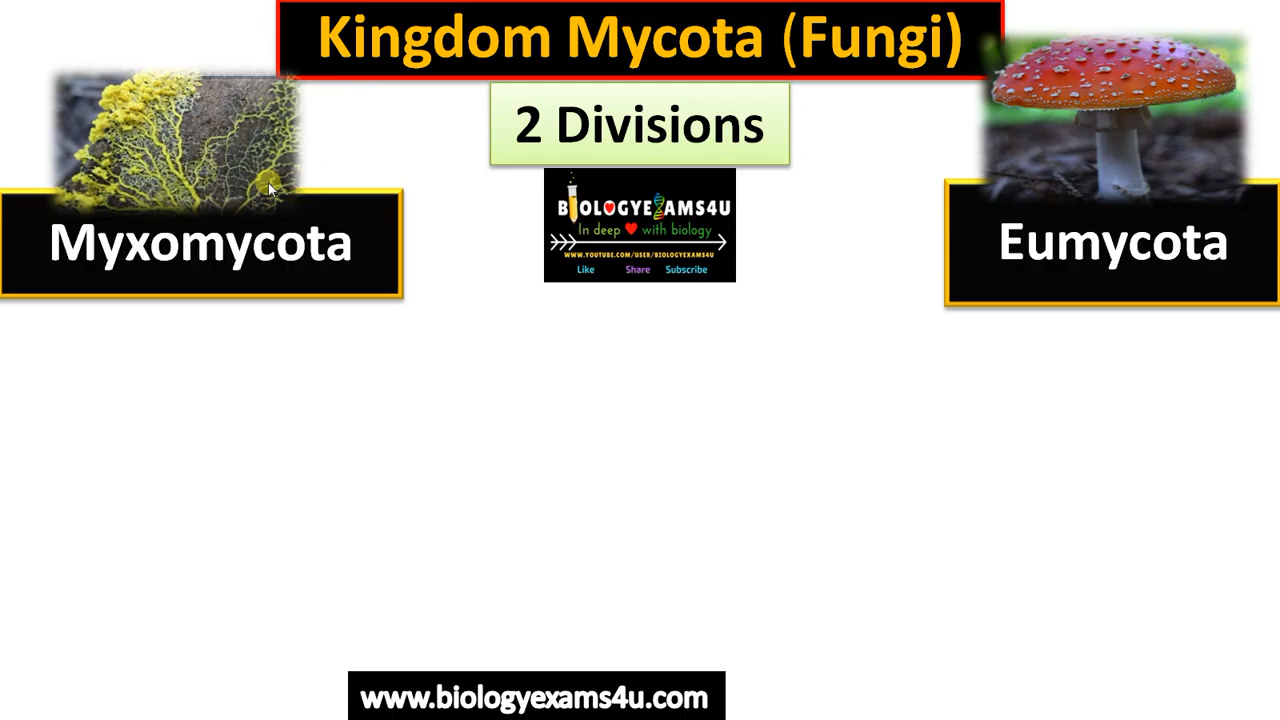 Kingdom Mycota (Fungi)
2 Divisions
BIOLOGYEXAMS4U
In deep ❤ with biology
WWW.YOUTUBE.COM/USER/BIOLOGYEXAMS4U
Like Share Subscribe
Myxomycota
Eumycota
www.biologyexams4u.com